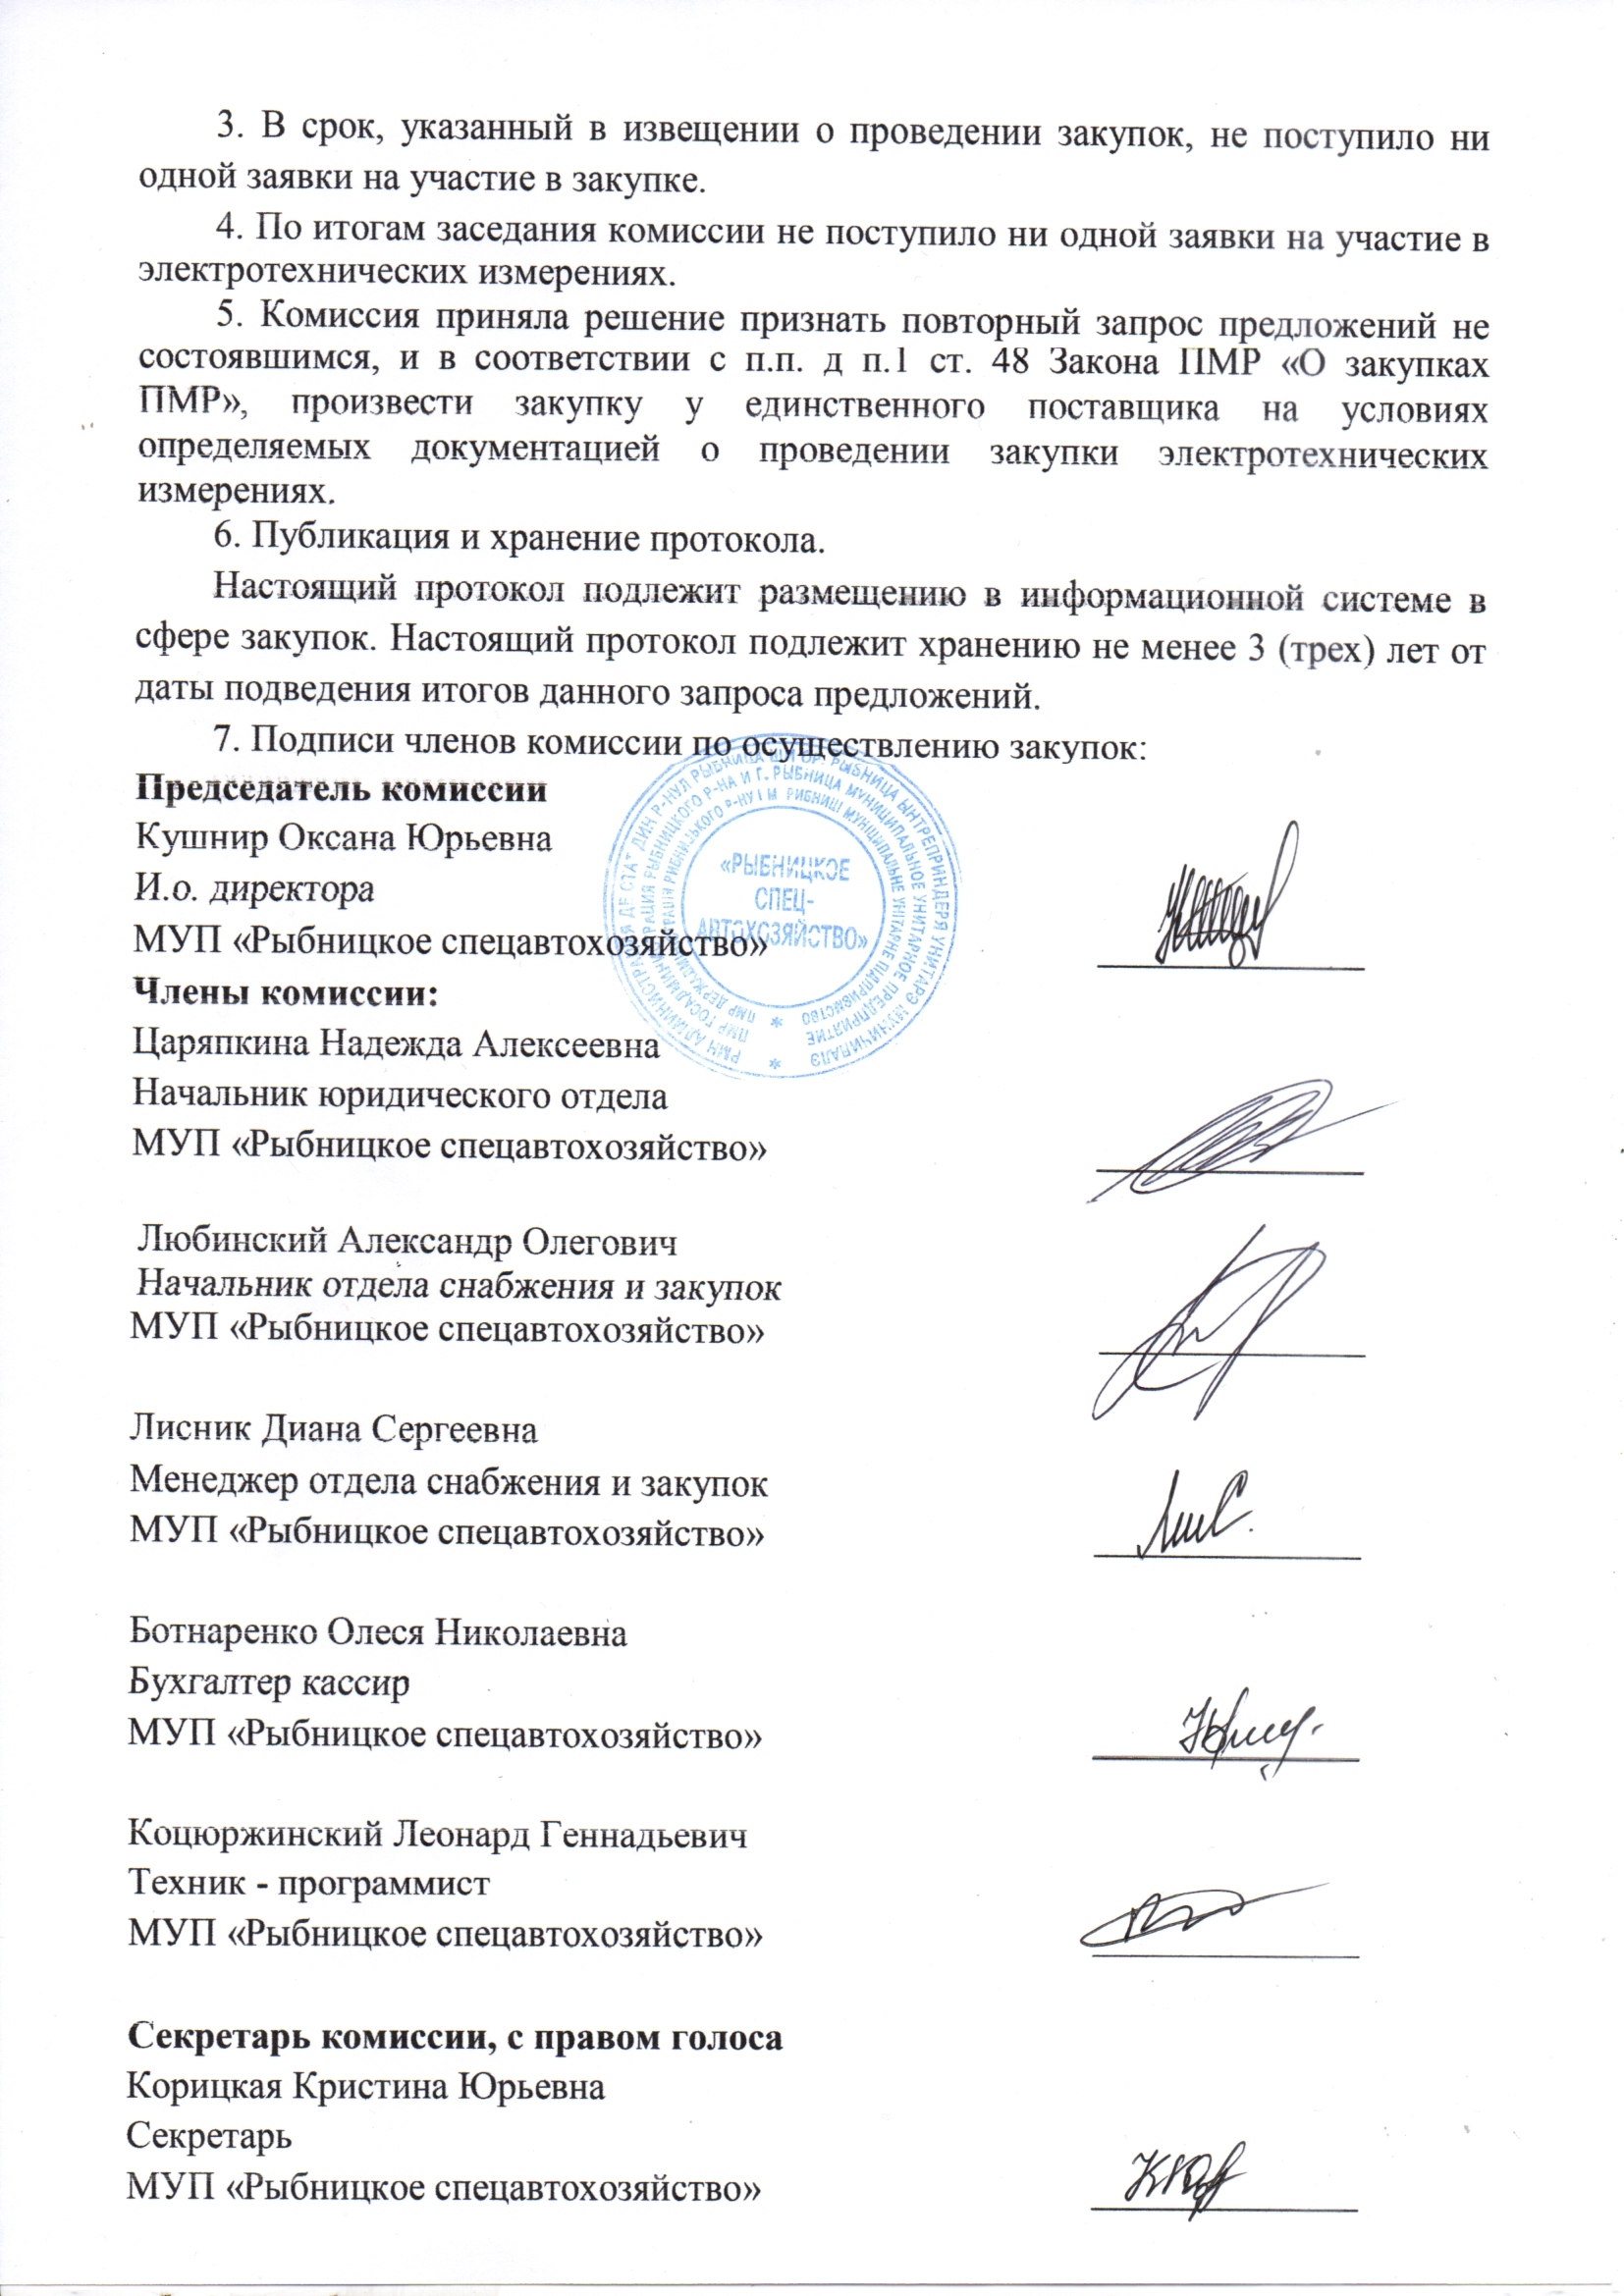 3. В срок, указанный в извещении о проведении закупок, не поступило ни
одной заявки на участие в закупке.
4. По итогам заседания комиссии не поступило ни одной заявки на участие в
электротехнических измерениях.
5. Комиссия приняла решение признать повторный запрос предложений не
состоявшимся, и в соответствии с п.п. д п.1 ст. 48 Закона ПМР «О закупках
ПМР», произвести закупку у единственного поставщика на условиях
определяемых документацией о проведении закупки электротехнических
измерениях.
6. Публикация и хранение протокола.
Настоящий протокол подлежит размещению в информационной системе в
сфере закупок. Настоящий протокол подлежит хранению не менее 3 (трех) лет от
даты подведения итогов данного запроса предложений.
7. Подписи членов комиссии по осуществлению закупок:
Председатель комиссии
Кушнир Оксана Юрьевна
И.о. директора
МУП «Рыбницкое спецавтохозяйство»
«РЫБНИЦКОЕ
СПЕЦ-
АВТОХОЗЯЙСТВО»
Члены комиссии:
Царяпкина Надежда Алексеевна
Начальник юридического отдела
МУП «Рыбницкое спецавтохозяйство»
Любинский Александр Олегович
Начальник отдела снабжения и закупок
МУП «Рыбницкое спецавтохозяйство»
Лисник Диана Сергеевна
Менеджер отдела снабжения и закупок
МУП «Рыбницкое спецавтохозяйство»
Ботнаренко Олеся Николаевна
Бухгалтер кассир
МУП «Рыбницкое спецавтохозяйство»
Коцюржинский Леонард Геннадьевич
Техник - программист
МУП «Рыбницкое спецавтохозяйство»
Секретарь комиссии, с правом голоса
Корицкая Кристина Юрьевна
Секретарь
МУП «Рыбницкое спецавтохозяйство»